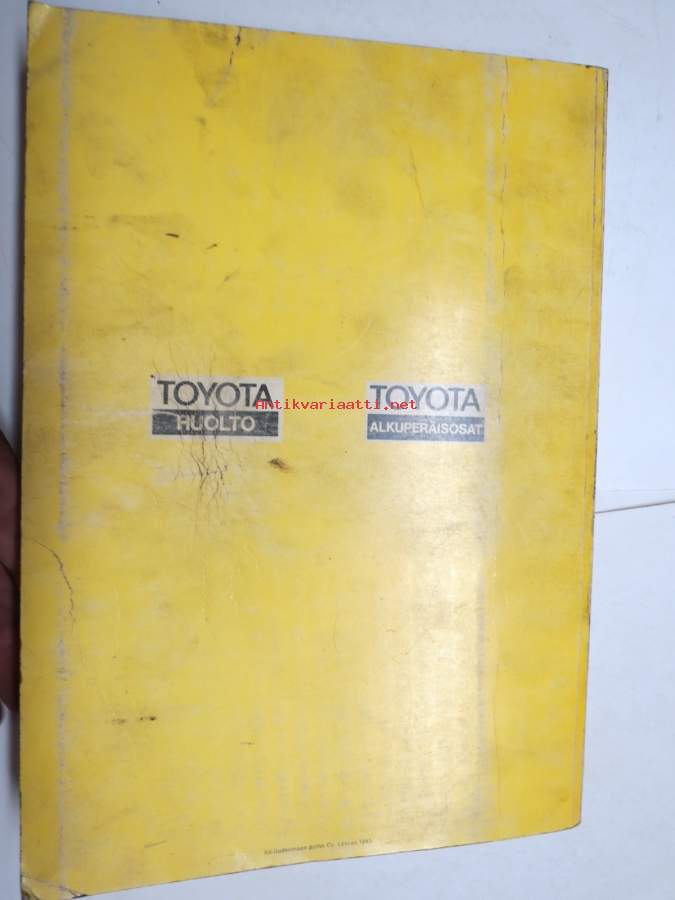 TOYOTA
HUOLTO
TOYOTA
ALKUPERÄISOSAT
Antikvariaatti.net